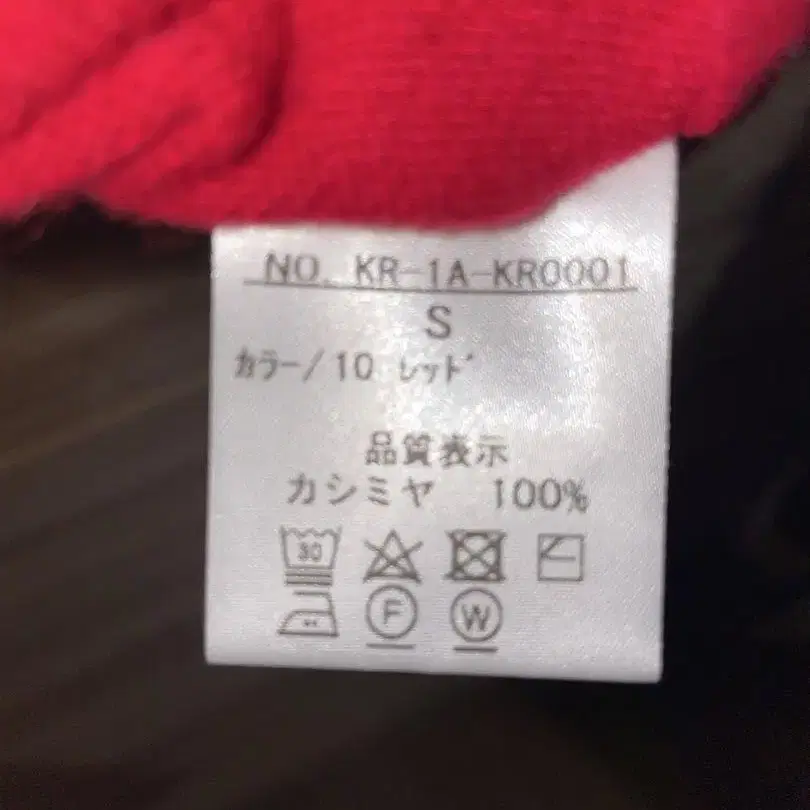 NO. KR-1A-KR0001
S
カラー/10 レッド
品質表示
カシミヤ 100%
30
F W